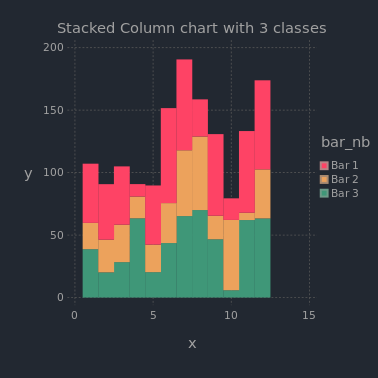 Stacked Column chart with 3 classes
200
150
100
50
0
y
0 5 10 15
x
bar_nb
Bar 1
Bar 2
Bar 3